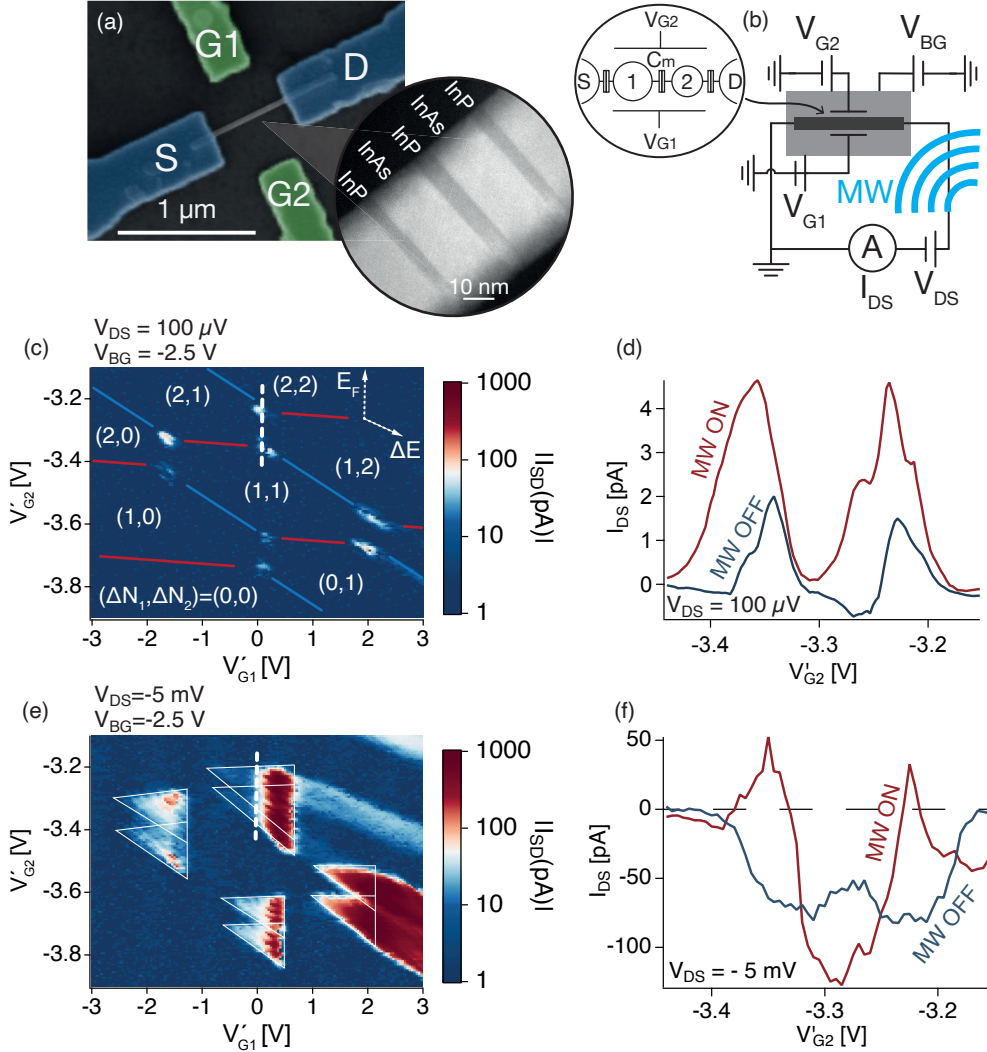 (a)
G1
D
S
G2
1 µm
InP
InAs
InP
InAs
InP
10 nm
V_G2
C_m
S
1
2
D
V_G1
(b)
V_G2
V_BG
V_G1
MW
A
I_DS
V_DS
V_DS = 100 µV
V_BG = -2.5 V
(c)
-3.2
-3.4
-3.6
-3.8
V′_G2 [V]
(2,1)
(2,2)
E_F
ΔE
(2,0)
(1,2)
(1,1)
(1,0)
(0,1)
(ΔN₁,ΔN₂)=(0,0)
-3 -2 -1 0 1 2 3
V′_G1 [V]
1000
100
10
1
|I_SD(pA)|
(d)
4
2
0
I_DS [pA]
MW ON
MW OFF
V_DS = 100 µV
-3.4 -3.3 -3.2
V'_G2 [V]
V_DS=-5 mV
V_BG=-2.5 V
(e)
-3.2
-3.4
-3.6
-3.8
V′_G2 [V]
-3 -2 -1 0 1 2 3
V′_G1 [V]
1000
100
10
1
|I_SD(pA)|
(f)
50
0
-50
-100
I_DS [pA]
MW ON
MW OFF
V_DS = - 5 mV
-3.4 -3.3 -3.2
V'_G2 [V]